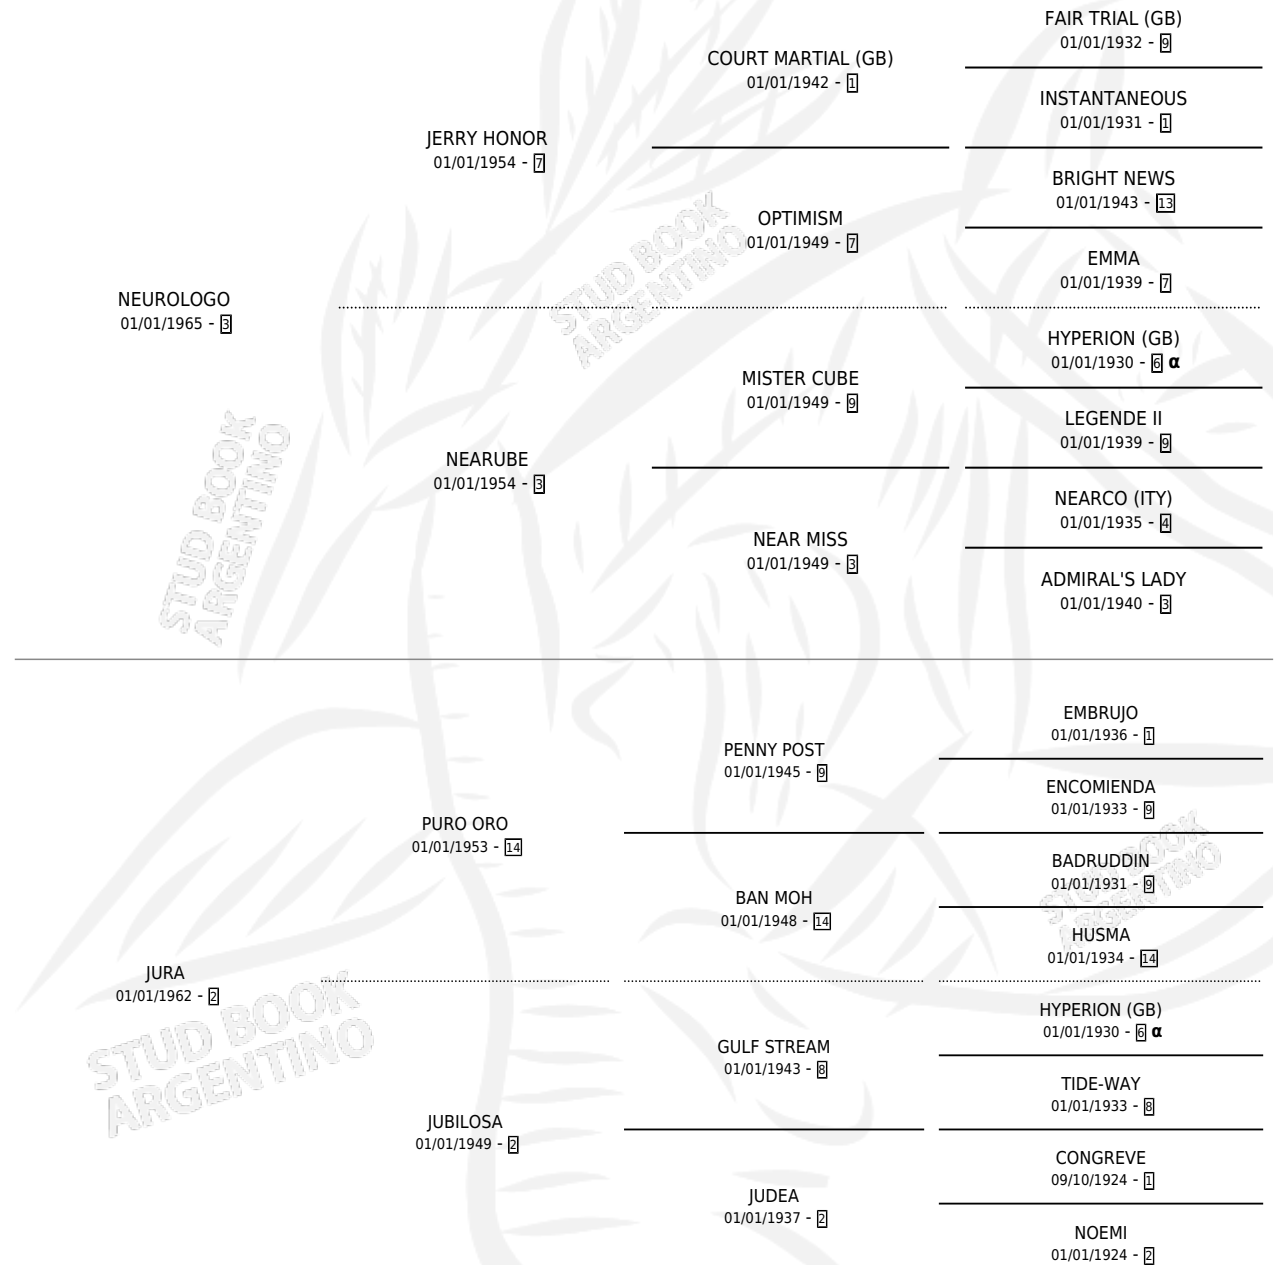 FAIR TRIAL (GB)
01/01/1932 - 9
COURT MARTIAL (GB)
01/01/1942 - 1
INSTANTANEOUS
01/01/1931 - 1
JERRY HONOR
01/01/1954 - 7
BRIGHT NEWS
01/01/1943 - 13
OPTIMISM
01/01/1949 - 7
EMMA
01/01/1939 - 7
NEUROLOGO
01/01/1965 - 3
HYPERION (GB)
01/01/1930 - 6 α
MISTER CUBE
01/01/1949 - 9
LEGENDE II
01/01/1939 - 9
NEARUBE
01/01/1954 - 3
NEARCO (ITY)
01/01/1935 - 4
NEAR MISS
01/01/1949 - 3
ADMIRAL'S LADY
01/01/1940 - 3
EMBRUJO
01/01/1936 - 1
PENNY POST
01/01/1945 - 9
ENCOMIENDA
01/01/1933 - 9
PURO ORO
01/01/1953 - 14
BADRUDDIN
01/01/1931 - 9
BAN MOH
01/01/1948 - 14
HUSMA
01/01/1934 - 14
JURA
01/01/1962 - 2
HYPERION (GB)
01/01/1930 - 6 α
GULF STREAM
01/01/1943 - 8
TIDE-WAY
01/01/1933 - 8
JUBILOSA
01/01/1949 - 2
CONGREVE
09/10/1924 - 1
JUDEA
01/01/1937 - 2
NOEMI
01/01/1924 - 2
STUD BOOK
ARGENTINO
STUD BOOK
ARGENTINO
STUD BOOK
ARGENTINO
STUD BOOK
ARGENTINO